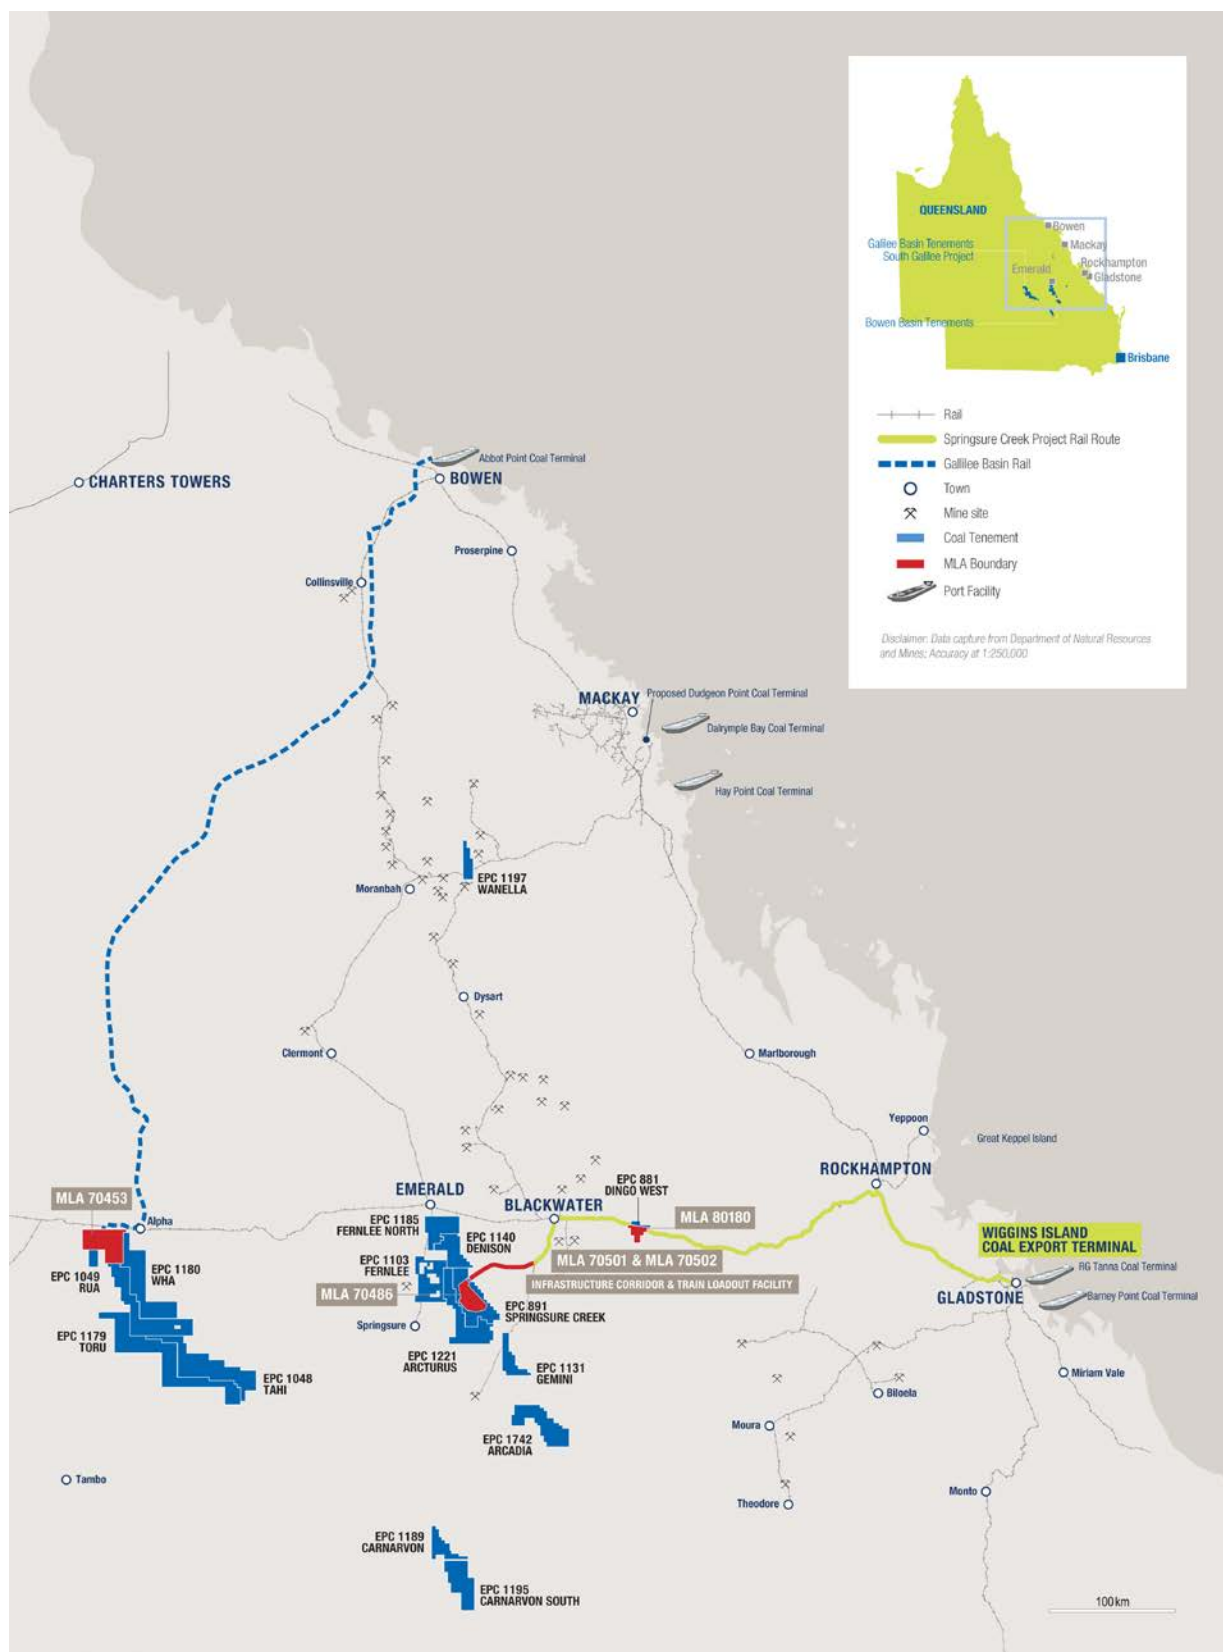 QUEENSLAND
Bowen
Galilee Basin Tenements
South Galilee Project
Mackay
Emerald
Rockhampton
Gladstone
Bowen Basin Tenements
Brisbane
Rail
Springsure Creek Project Rail Route
Gallilee Basin Rail
Town
Mine site
Coal Tenement
MLA Boundary
Port Facility
Disclaimer: Data capture from Department of Natural Resources
and Mines; Accuracy at 1:250,000
Abbot Point Coal Terminal
CHARTERS TOWERS
BOWEN
Proserpine
Collinsville
MACKAY
Proposed Dudgeon Point Coal Terminal
Dalrymple Bay Coal Terminal
Hay Point Coal Terminal
EPC 1197
WANELLA
Moranbah
Dysart
Clermont
Marlborough
Yeppoon
Great Keppel Island
ROCKHAMPTON
EPC 881
DINGO WEST
MLA 70453
EMERALD
BLACKWATER
MLA 80180
Alpha
EPC 1185
FERNLEE NORTH
EPC 1140
DENISON
WIGGINS ISLAND
COAL EXPORT TERMINAL
MLA 70501 & MLA 70502
INFRASTRUCTURE CORRIDOR & TRAIN LOADOUT FACILITY
RG Tanna Coal Terminal
EPC 1049
RUA
EPC 1180
WHA
EPC 1103
FERNLEE
MLA 70486
GLADSTONE
Barney Point Coal Terminal
EPC 891
SPRINGSURE CREEK
Springsure
EPC 1179
TORU
EPC 1221
ARCTURUS
EPC 1131
GEMINI
EPC 1048
TAHI
Miriam Vale
Biloela
Moura
EPC 1742
ARCADIA
Tambo
Theodore
Monto
EPC 1189
CARNARVON
EPC 1195
CARNARVON SOUTH
100km